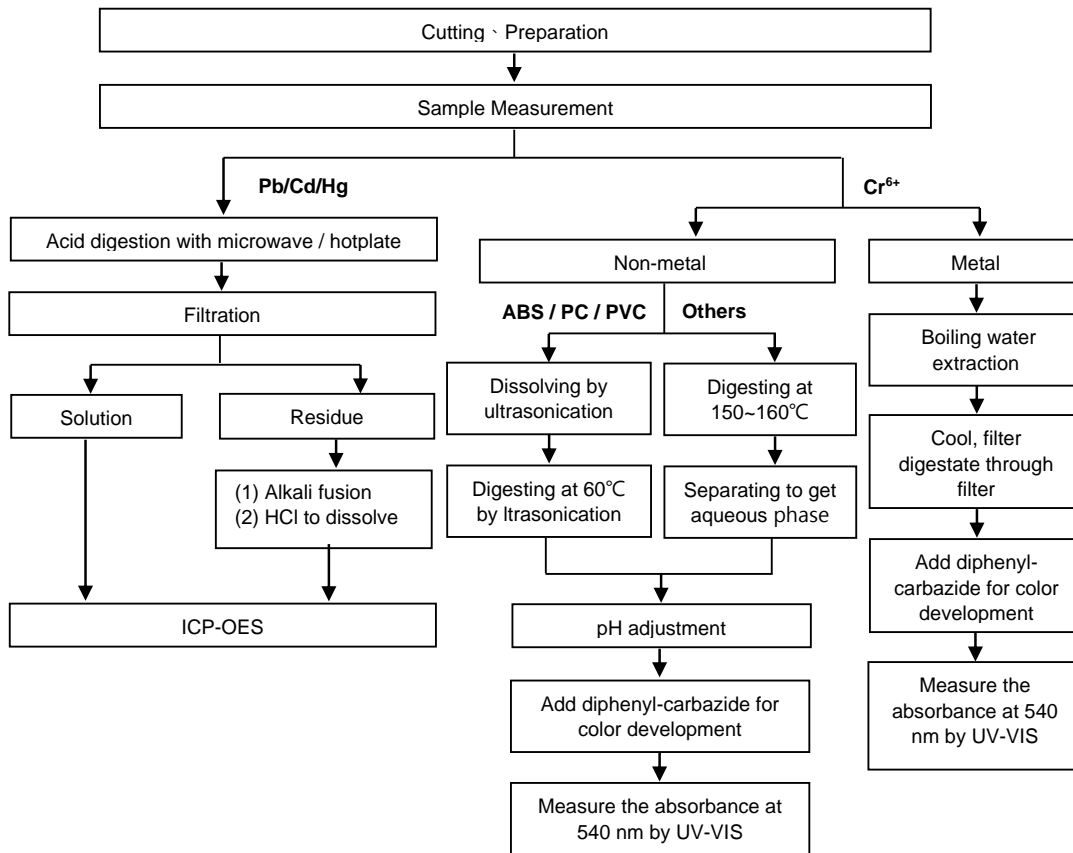 Cutting、Preparation
Sample Measurement
Pb/Cd/Hg
Cr6+
Acid digestion with microwave / hotplate
Non-metal
Metal
Filtration
ABS / PC / PVC
Others
Boiling water
extraction
Solution
Residue
Dissolving by
ultrasonication
Digesting at
150~160℃
Cool, filter
digestate through
filter
(1) Alkali fusion
(2) HCl to dissolve
Digesting at 60℃
by ltrasonication
Separating to get
aqueous phase
Add diphenyl-
carbazide for color
development
ICP-OES
pH adjustment
Measure the
absorbance at 540
nm by UV-VIS
Add diphenyl-carbazide for
color development
Measure the absorbance at
540 nm by UV-VIS